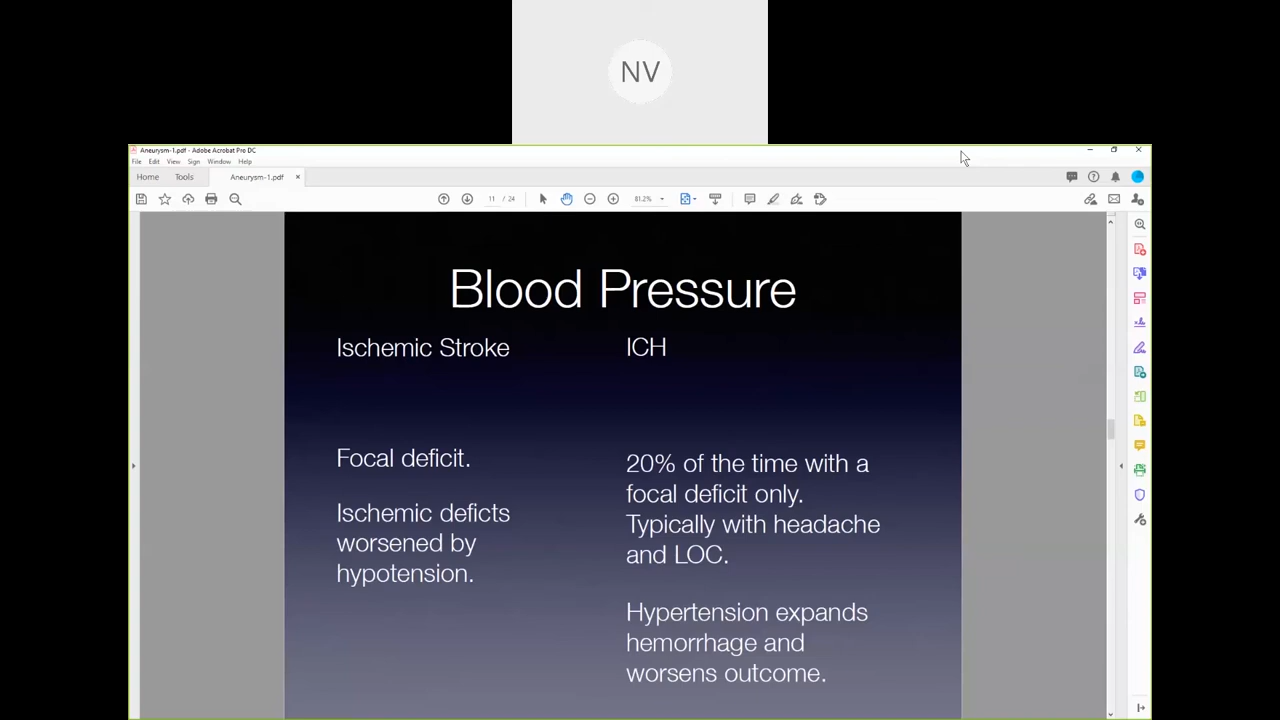 NV
Aneurysm-1.pdf - Adobe Acrobat Pro DC
File Edit View Sign Window Help
Home Tools Aneurysm-1.pdf ×
11 / 24 81.2%
Blood Pressure
Ischemic Stroke
Focal deficit.
Ischemic deficits
worsened by
hypotension.
ICH
20% of the time with a
focal deficit only.
Typically with headache
and LOC.
Hypertension expands
hemorrhage and
worsens outcome.